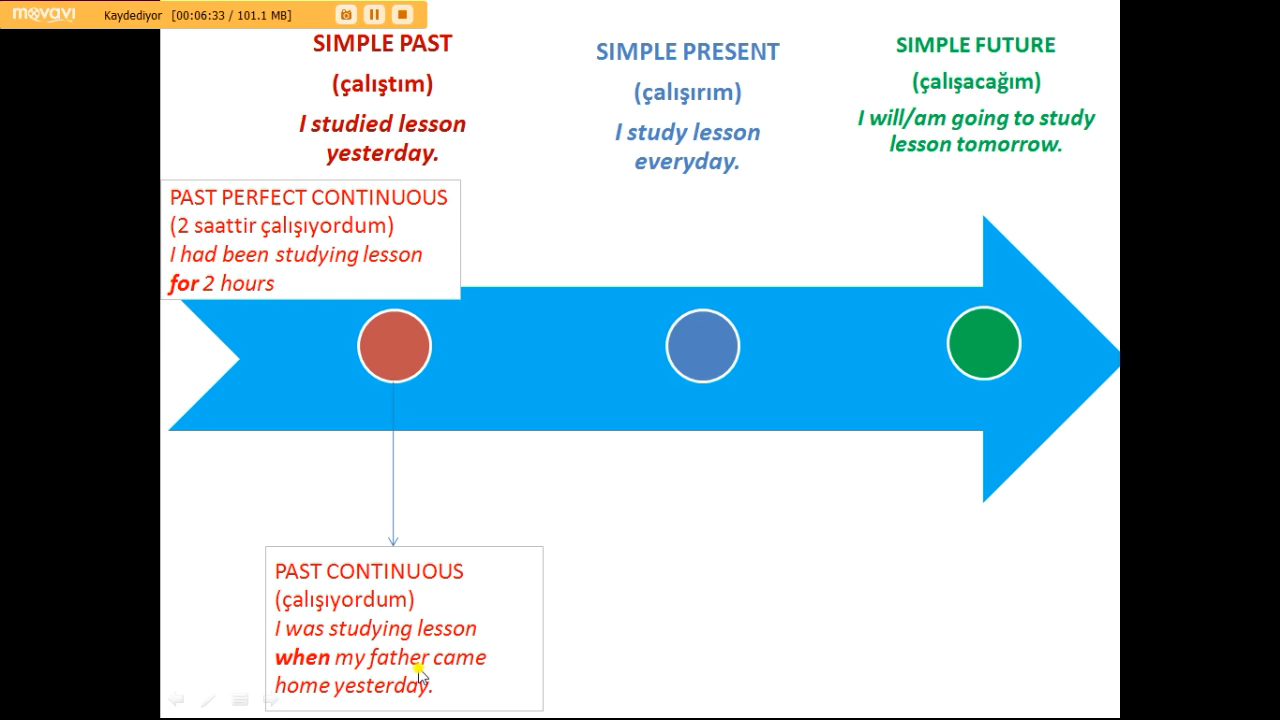 movavi
Kaydediyor [00:06:33 / 101.1 MB]
SIMPLE PAST
(çalıştım)
I studied lesson
yesterday.
SIMPLE PRESENT
(çalışırım)
I study lesson
everyday.
SIMPLE FUTURE
(çalışacağım)
I will/am going to study
lesson tomorrow.
PAST PERFECT CONTINUOUS
(2 saattir çalışıyordum)
I had been studying lesson
for 2 hours
PAST CONTINUOUS
(çalışıyordum)
I was studying lesson
when my father came
home yesterday.